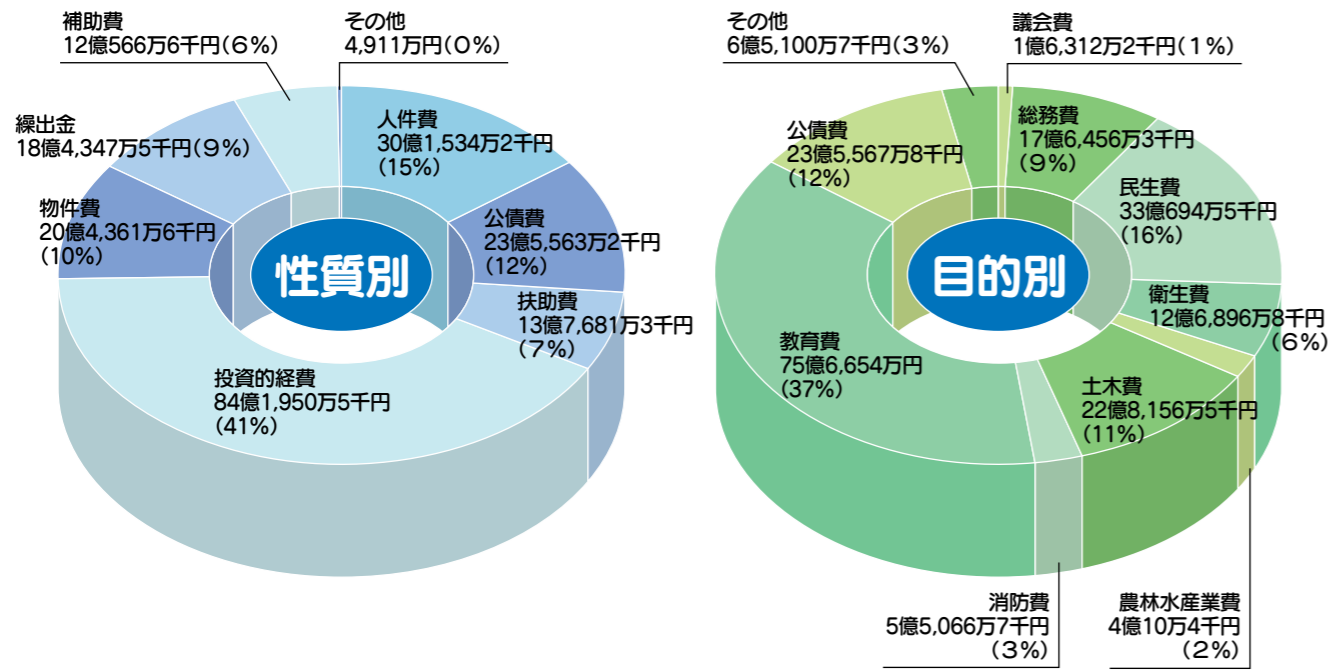 性質別
その他
4,911万円(0%)
人件費
30億1,534万2千円
(15%)
公債費
23億5,563万2千円
(12%)
扶助費
13億7,681万3千円
(7%)
投資的経費
84億1,950万5千円
(41%)
物件費
20億4,361万6千円
(10%)
繰出金
18億4,347万5千円(9%)
補助費
12億566万6千円(6%)
目的別
議会費
1億6,312万2千円(1%)
総務費
17億6,456万3千円
(9%)
民生費
33億694万5千円
(16%)
衛生費
12億6,896万8千円
(6%)
農林水産業費
4億10万4千円
(2%)
土木費
22億8,156万5千円
(11%)
消防費
5億5,066万7千円
(3%)
教育費
75億6,654万円
(37%)
公債費
23億5,567万8千円
(12%)
その他
6億5,100万7千円(3%)